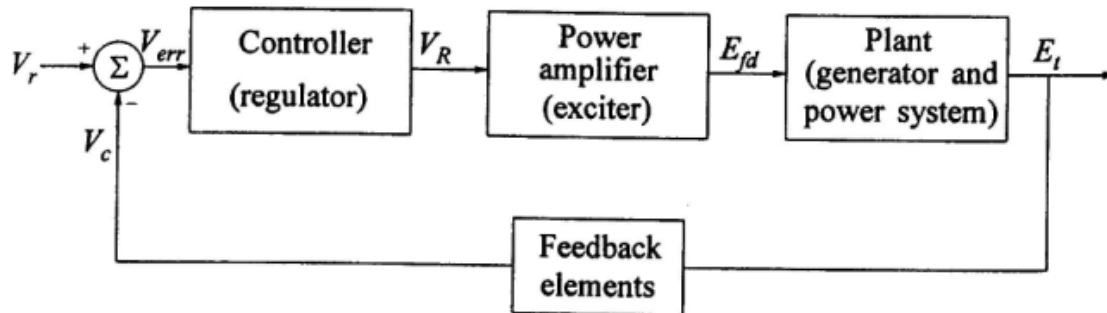 V_r
+
Σ
−
V_err
Controller
(regulator)
V_R
Power
amplifier
(exciter)
E_fd
Plant
(generator and
power system)
E_t
V_c
Feedback
elements